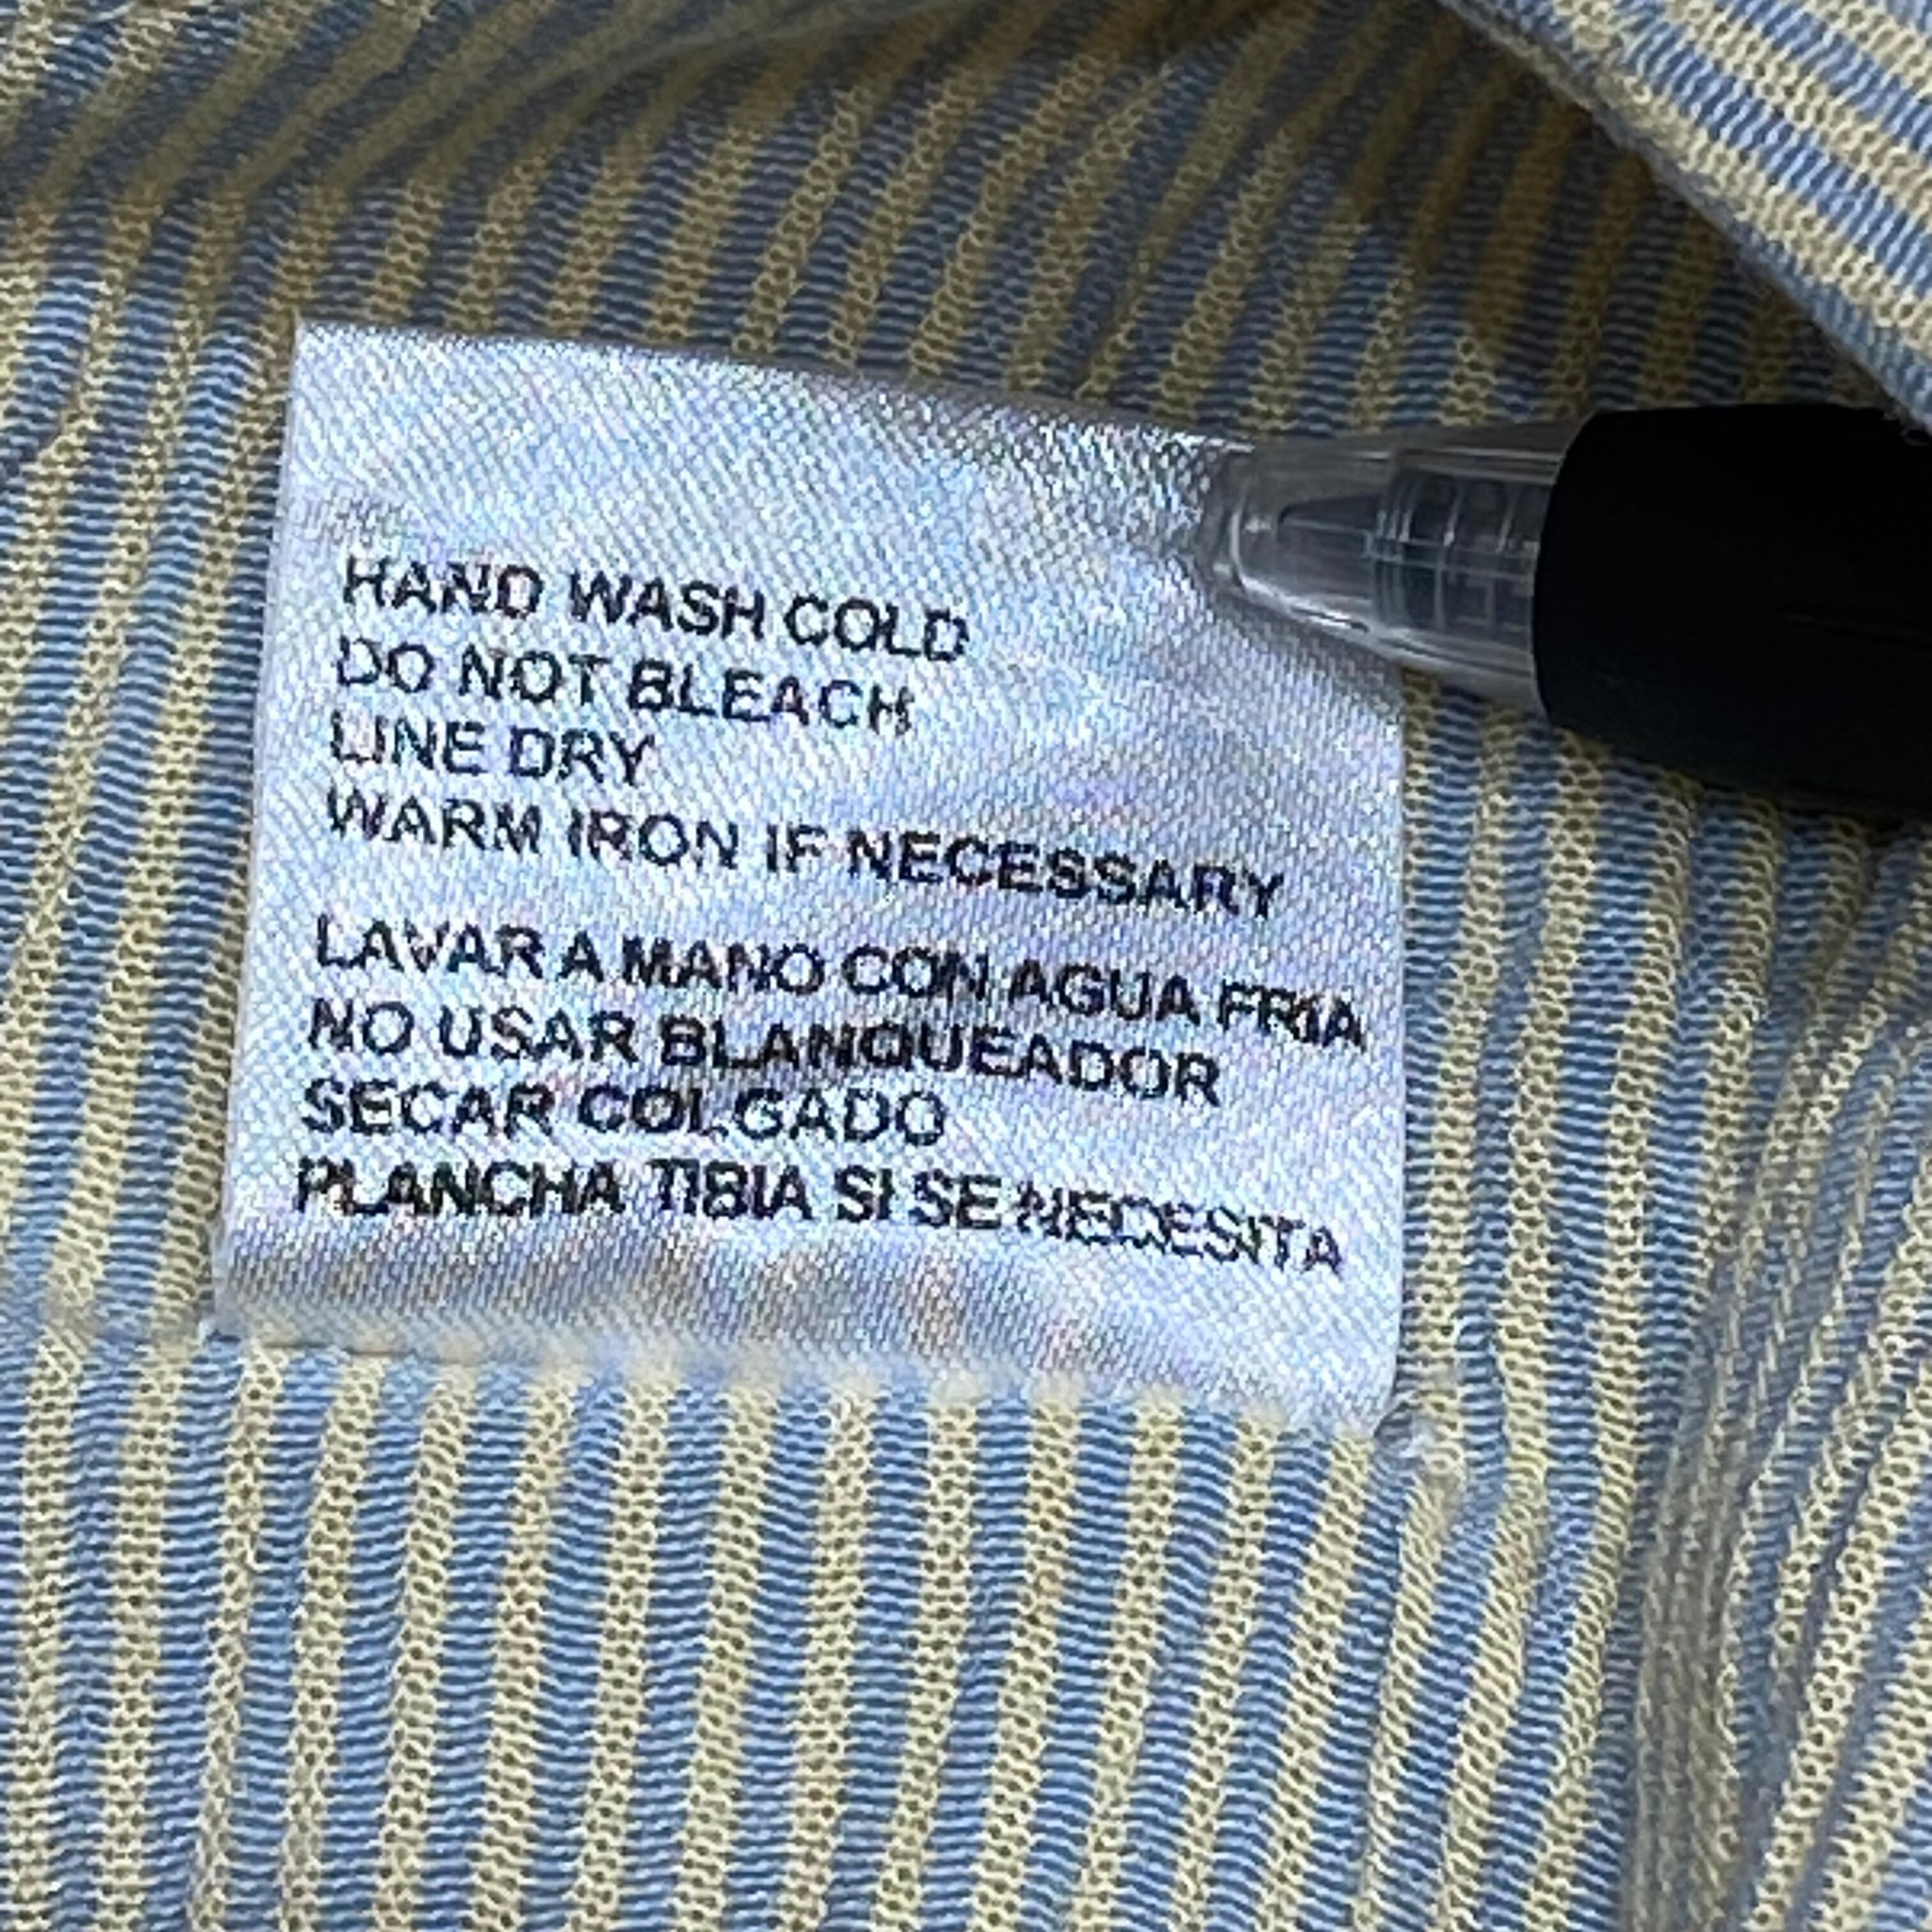 HAND WASH COLD
DO NOT BLEACH
LINE DRY
WARM IRON IF NECESSARY
LAVAR A MANO CON AGUA FRÍA
NO USAR BLANQUEADOR
SECAR COLGADO
PLANCHA TIBIA SI SE NECESITA